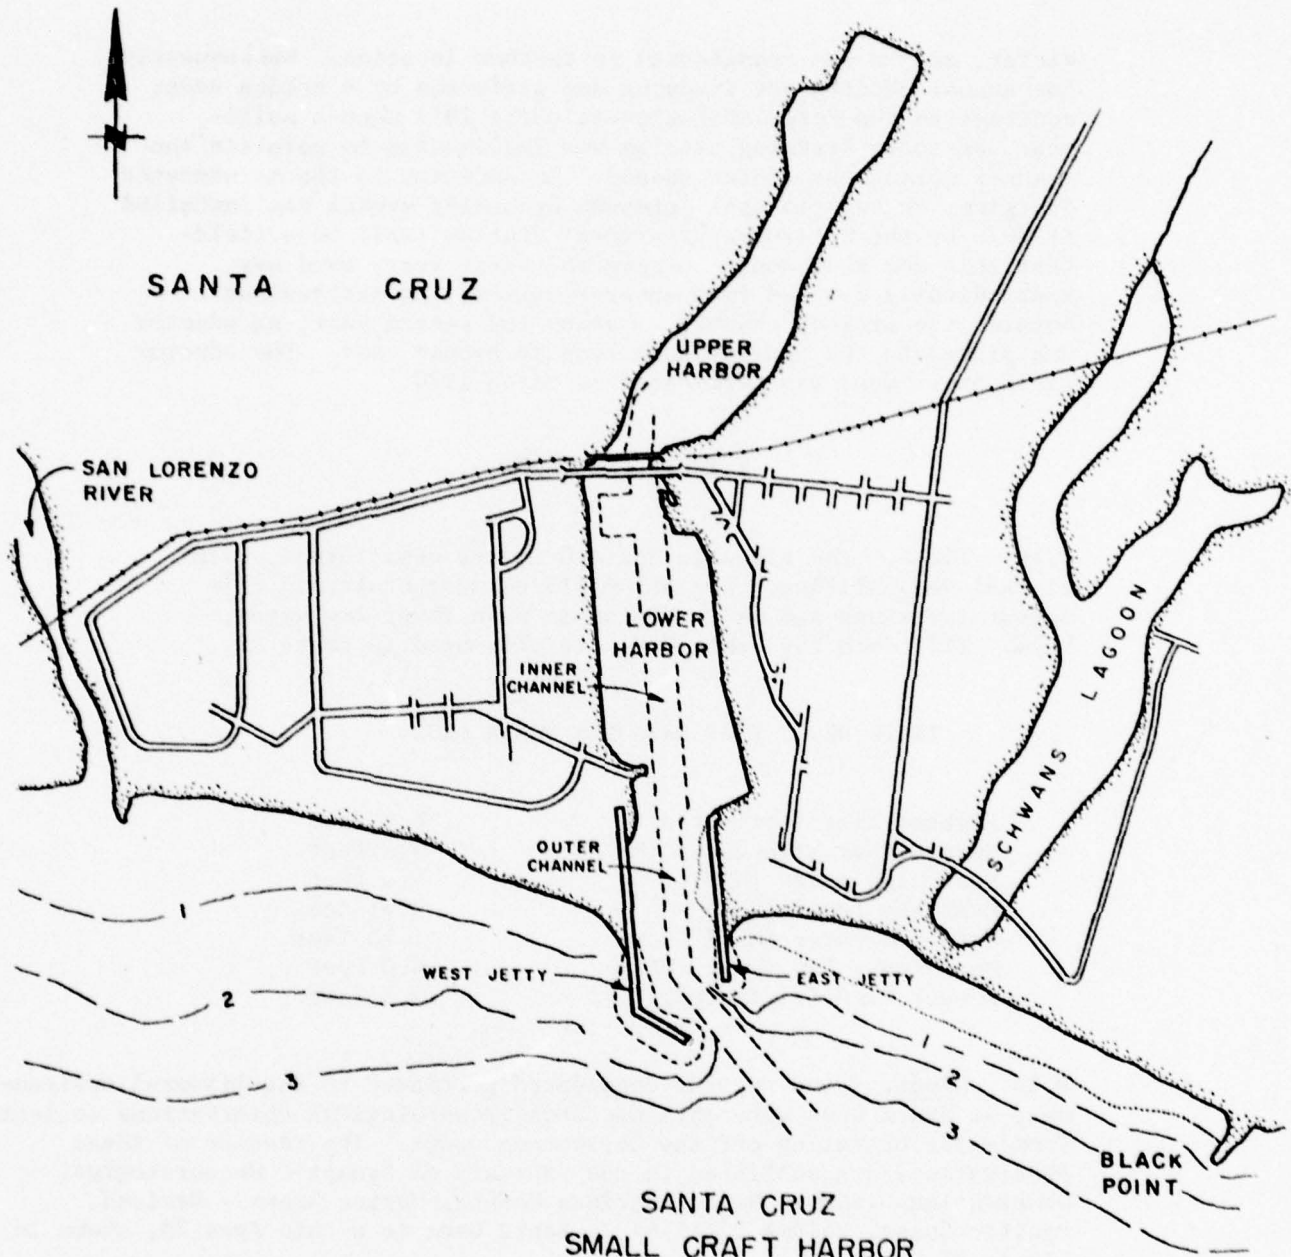 N
SANTA CRUZ
UPPER
HARBOR
SAN LORENZO
RIVER
LOWER
HARBOR
INNER
CHANNEL
SCHWANS LAGOON
OUTER
CHANNEL
1
WEST JETTY
EAST JETTY
2
1
2
3
3
BLACK
POINT
SANTA CRUZ
SMALL CRAFT HARBOR